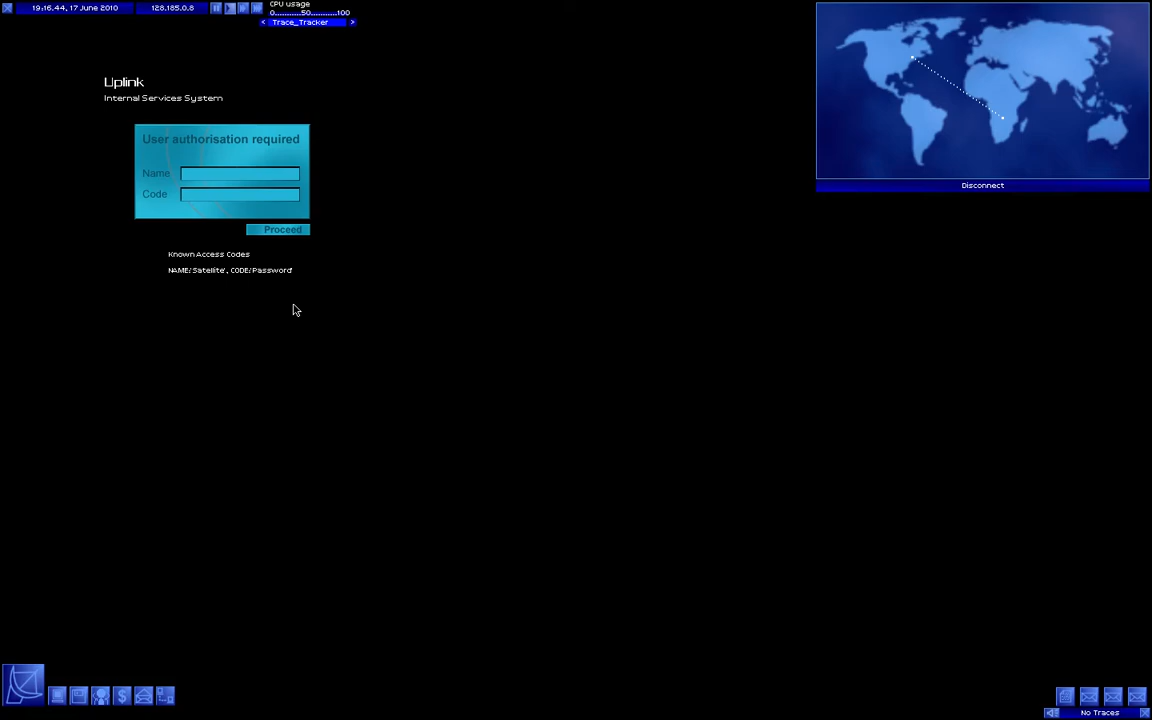 19:16.44, 17 June 2010
128.185.0.8
CPU usage
0.........50.........100
< Trace_Tracker >
Uplink
Internal Services System
User authorisation required
Name
Code
Proceed
Known Access Codes
NAME:'Satellite', CODE:'Password'
Disconnect
$
No Traces